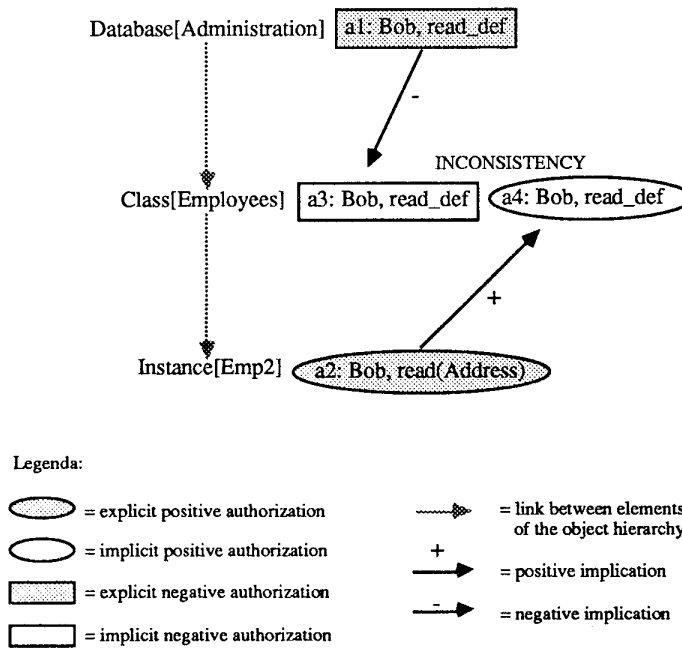 Database[Administration] a1: Bob, read_def
-
INCONSISTENCY
Class[Employees] a3: Bob, read_def a4: Bob, read_def
+
Instance[Emp2] a2: Bob, read(Address)
Legenda:
= explicit positive authorization
= implicit positive authorization
= explicit negative authorization
= implicit negative authorization
= link between elements
of the object hierarchy
+
= positive implication
-
= negative implication